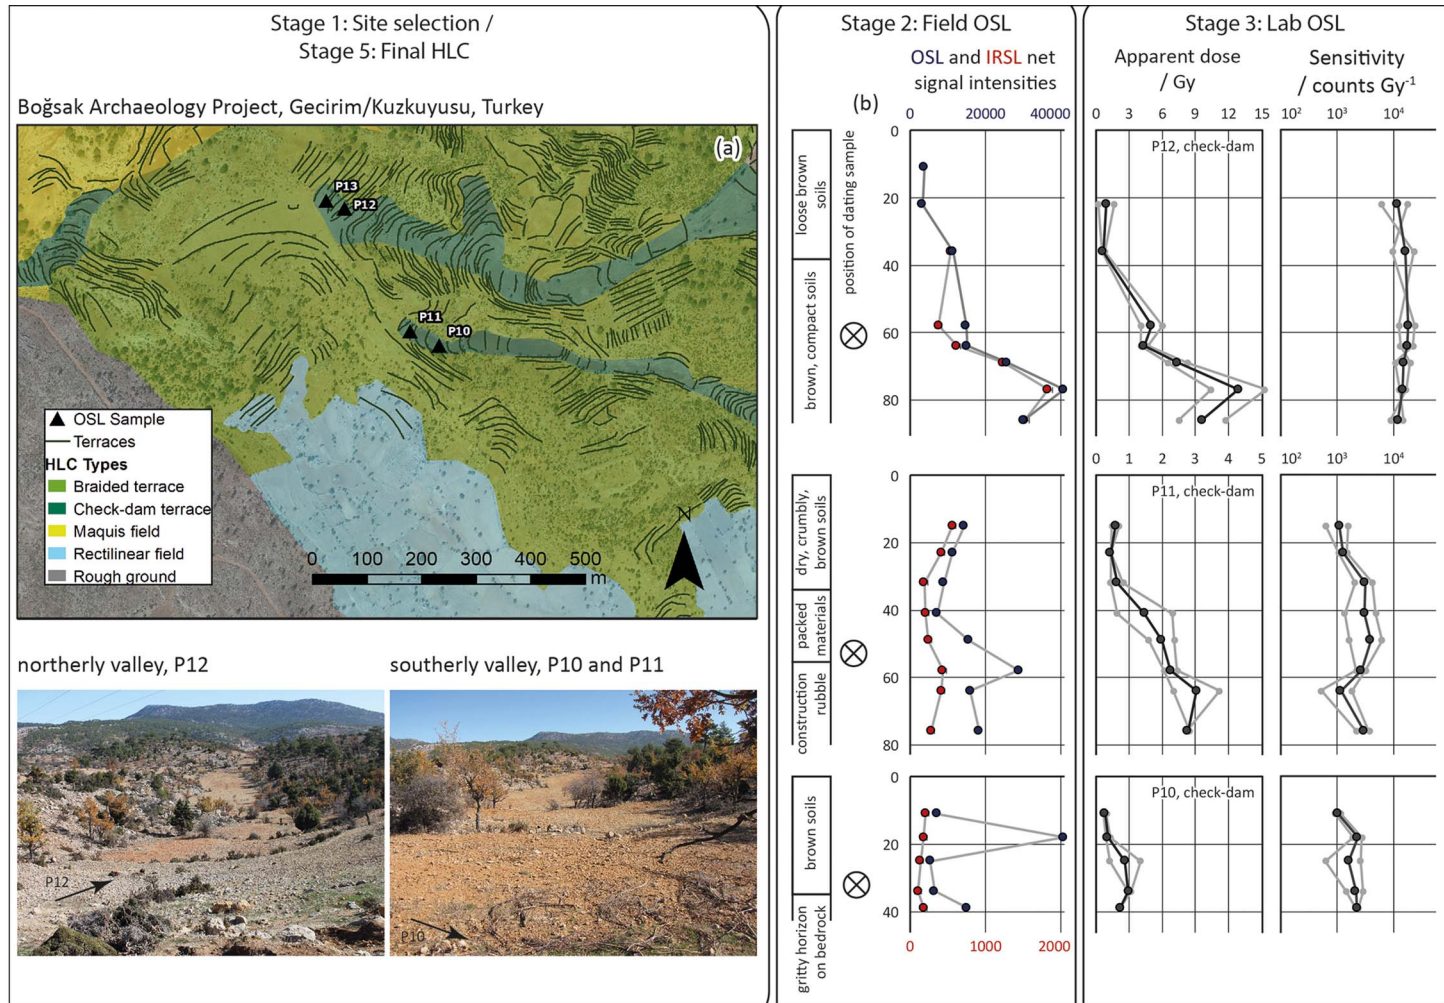 Stage 1: Site selection /
Stage 5: Final HLC
Boğsak Archaeology Project, Gecirim/Kuzkuyusu, Turkey
(a)
P13
P12
P11
P10
OSL Sample
Terraces
HLC Types
Braided terrace
Check-dam terrace
Maquis field
Rectilinear field
Rough ground
N
0 100 200 300 400 500
m
northerly valley, P12
southerly valley, P10 and P11
P12
P10
Stage 2: Field OSL
OSL and IRSL net
signal intensities
(b)
0 20000 40000
loose brown
soils
brown, compact soils
position of dating sample
0
20
40
60
80
dry, crumbly,
brown soils
packed
materials
construction
rubble
0
20
40
60
80
brown soils
gritty horizon
on bedrock
0
20
40
0 1000 2000
Stage 3: Lab OSL
Apparent dose
/ Gy
Sensitivity
/ counts Gy⁻¹
0 3 6 9 12 15
10² 10³ 10⁴
P12, check-dam
0 1 2 3 4 5
10² 10³ 10⁴
P11, check-dam
P10, check-dam